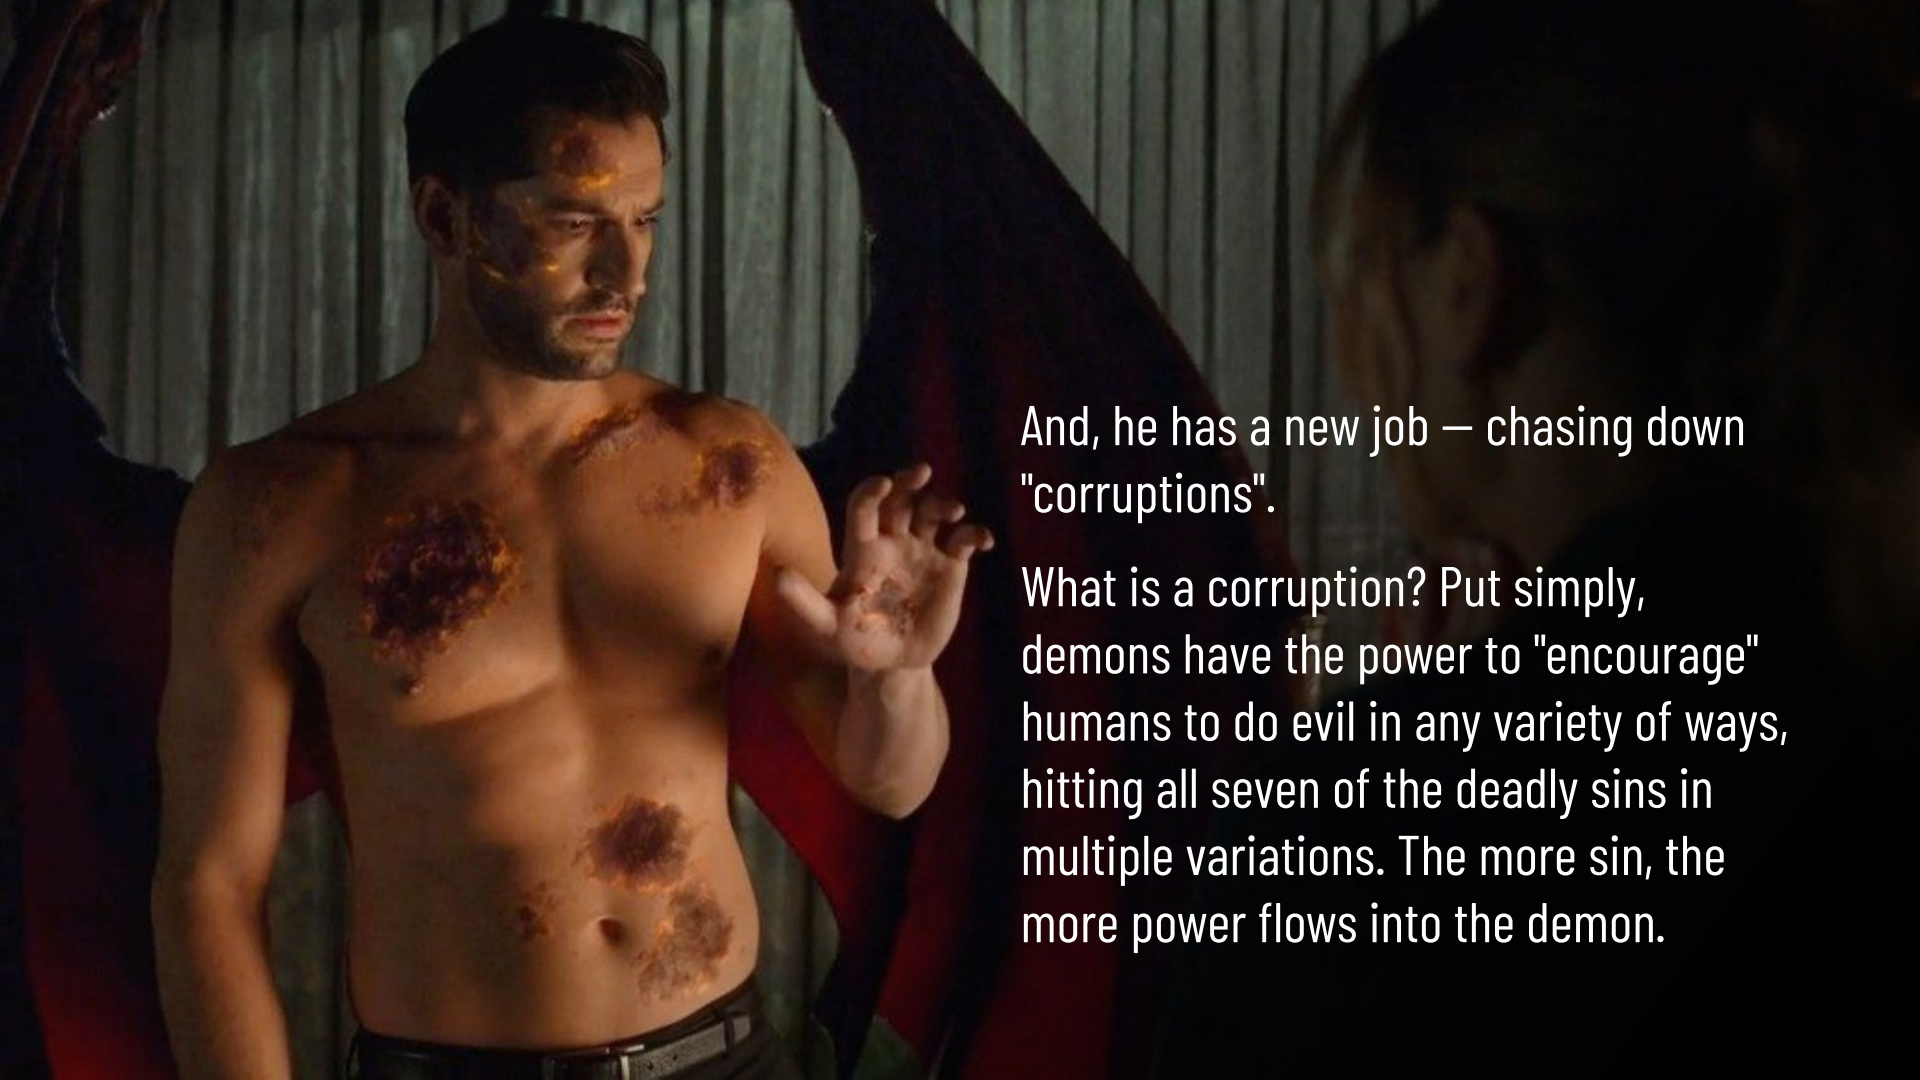 And, he has a new job — chasing down
"corruptions".
What is a corruption? Put simply,
demons have the power to "encourage"
humans to do evil in any variety of ways,
hitting all seven of the deadly sins in
multiple variations. The more sin, the
more power flows into the demon.